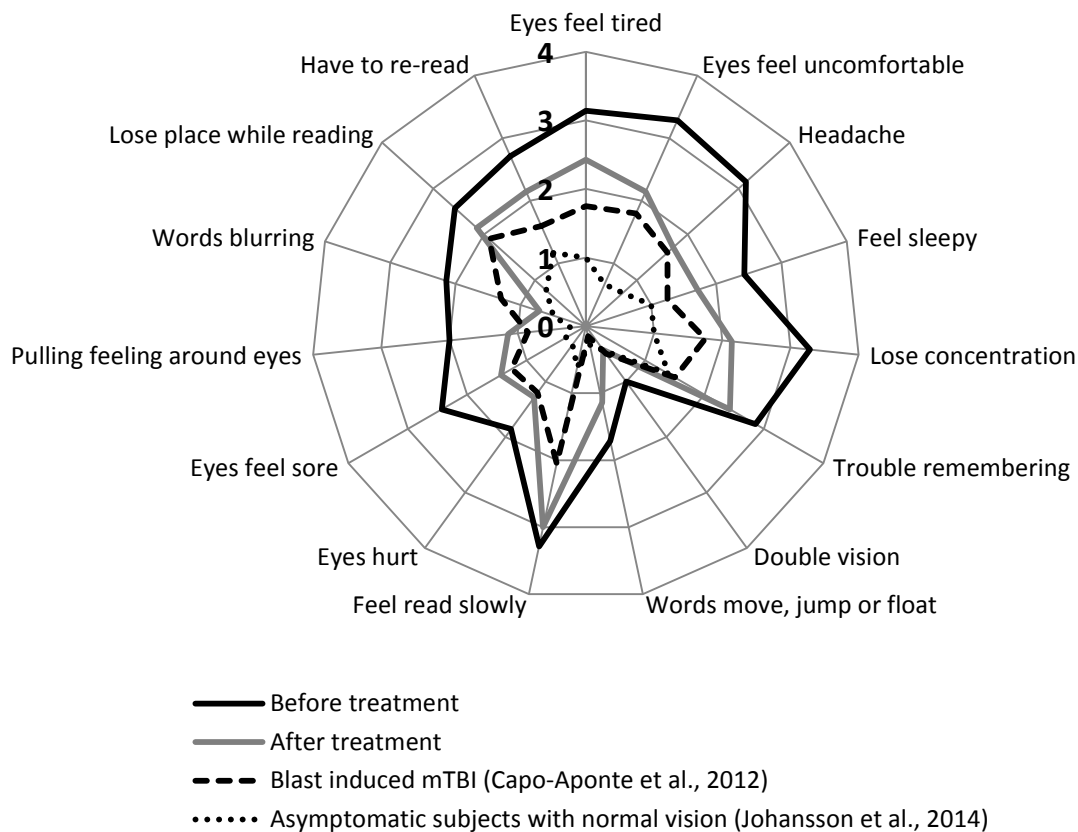 Eyes feel tired
4
Have to re-read
Eyes feel uncomfortable
3
Lose place while reading
Headache
2
Words blurring
Feel sleepy
1
Pulling feeling around eyes
0
Lose concentration
Eyes feel sore
Trouble remembering
Eyes hurt
Double vision
Feel read slowly
Words move, jump or float
Before treatment
After treatment
Blast induced mTBI (Capo-Aponte et al., 2012)
Asymptomatic subjects with normal vision (Johansson et al., 2014)